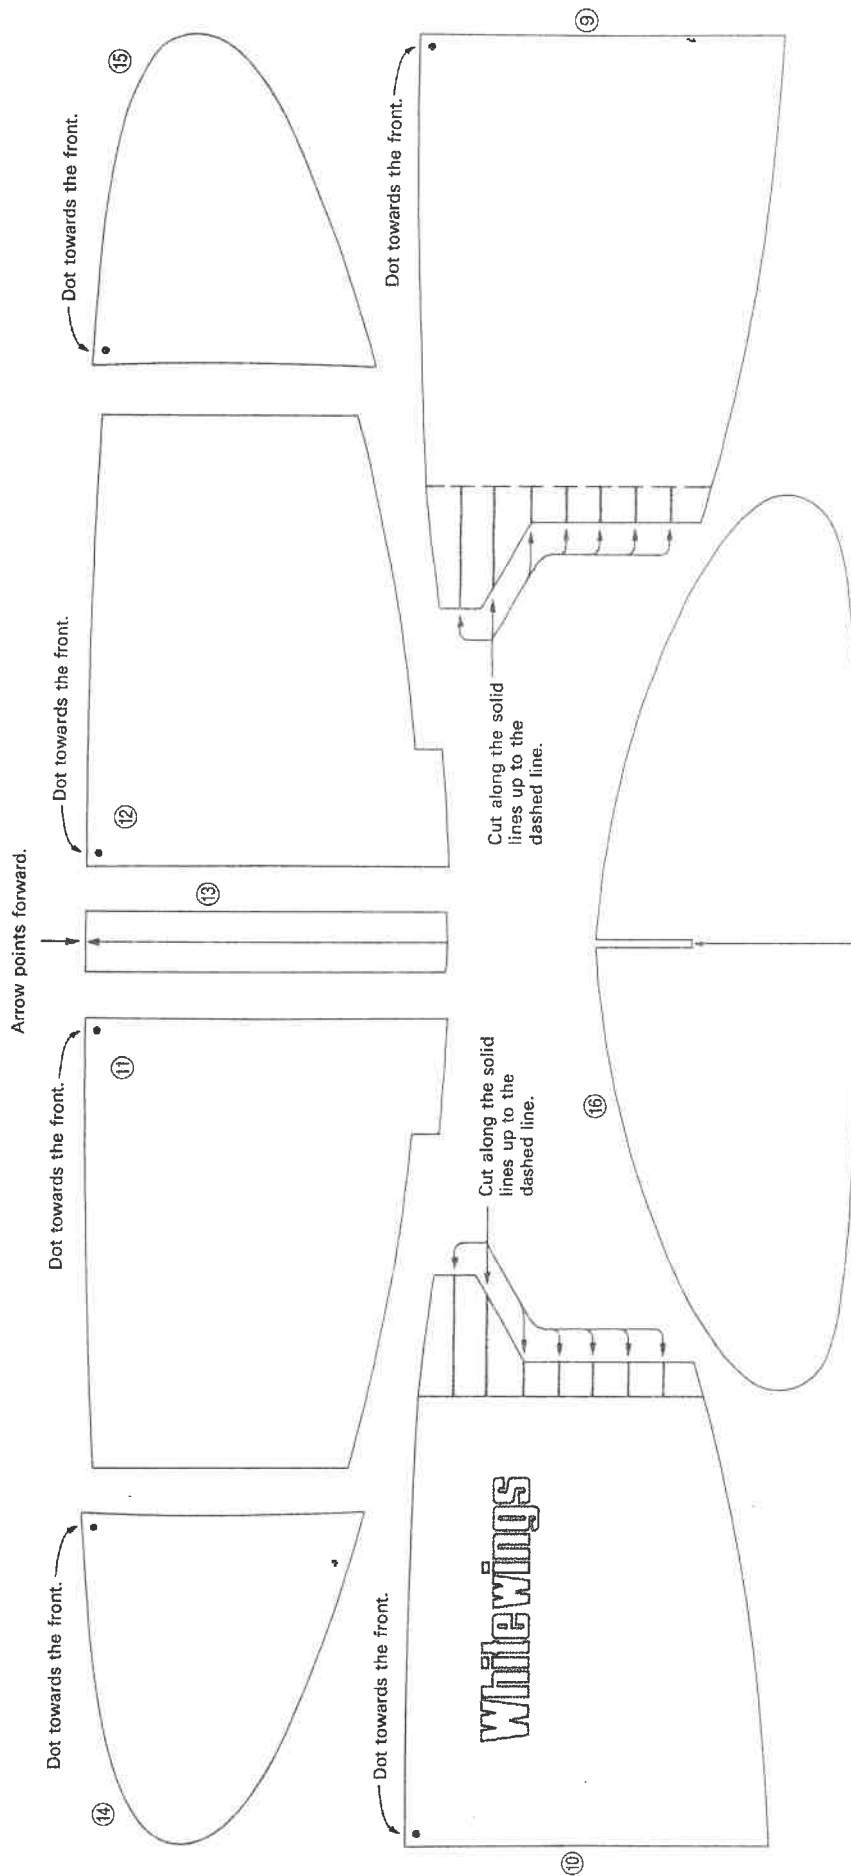 Arrow points forward.
Dot towards the front.
Dot towards the front.
Dot towards the front.
Dot towards the front.
⑭
⑪
⑬
⑫
⑮
Dot towards the front.
Dot towards the front.
Cut along the solid
lines up to the
dashed line.
Cut along the solid
lines up to the
dashed line.
Whitewings
⑩
⑯
⑨